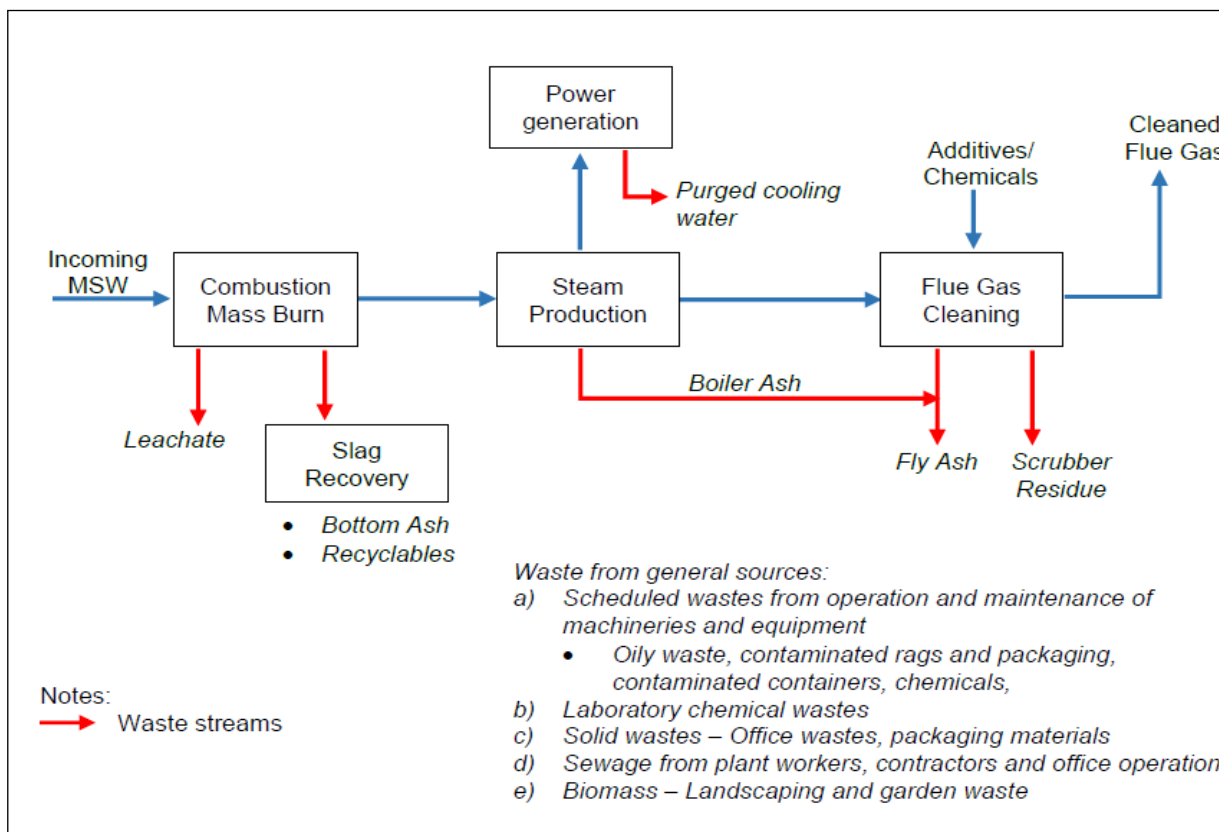 Power
generation
Purged cooling
water
Additives/
Chemicals
Cleaned
Flue Gas
Incoming
MSW
Combustion
Mass Burn
Steam
Production
Flue Gas
Cleaning
Leachate
Slag
Recovery
• Bottom Ash
• Recyclables
Boiler Ash
Fly Ash
Scrubber
Residue
Waste from general sources:
a) Scheduled wastes from operation and maintenance of
machineries and equipment
• Oily waste, contaminated rags and packaging,
contaminated containers, chemicals,
b) Laboratory chemical wastes
c) Solid wastes – Office wastes, packaging materials
d) Sewage from plant workers, contractors and office operation
e) Biomass – Landscaping and garden waste
Notes:
Waste streams